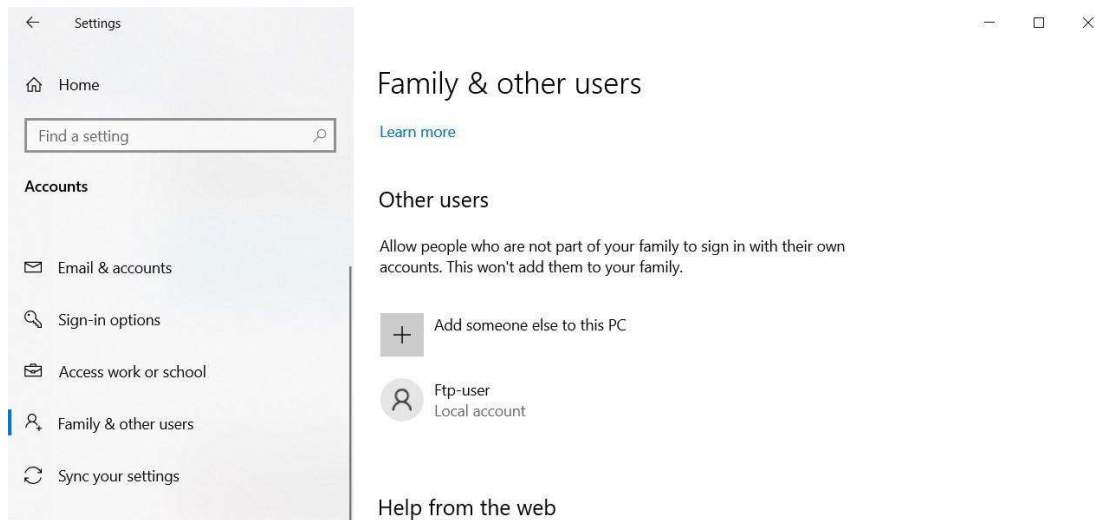 Settings
Home
Find a setting
Accounts
Email & accounts
Sign-in options
Access work or school
Family & other users
Sync your settings
Family & other users
Learn more
Other users
Allow people who are not part of your family to sign in with their own
accounts. This won't add them to your family.
Add someone else to this PC
Ftp-user
Local account
Help from the web